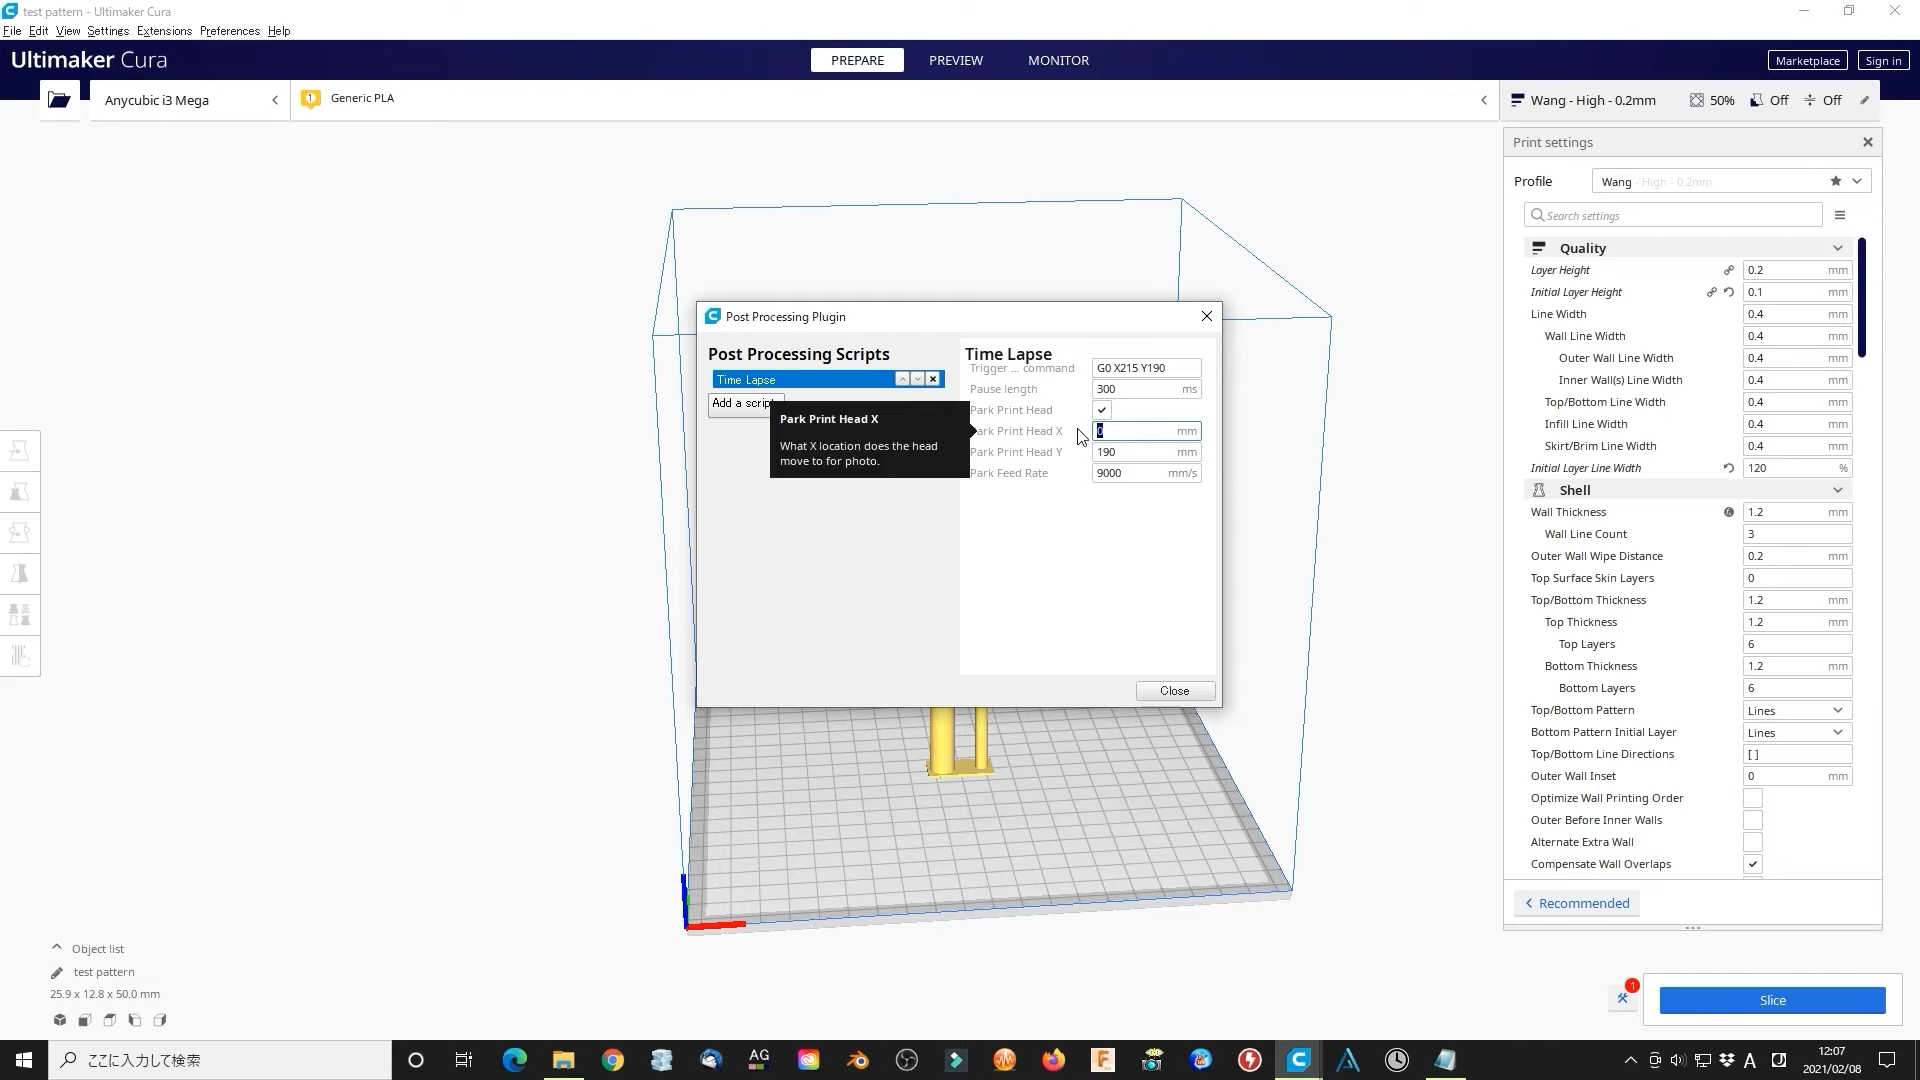 test pattern - Ultimaker Cura
File Edit View Settings Extensions Preferences Help
Ultimaker Cura
PREPARE
PREVIEW
MONITOR
Marketplace
Sign in
Anycubic i3 Mega
1
Generic PLA
Wang - High - 0.2mm
50%
Off
Off
Print settings
Profile
Wang - High - 0.2mm
Search settings
Quality
Layer Height 0.2 mm
Initial Layer Height 0.1 mm
Line Width 0.4 mm
Wall Line Width 0.4 mm
Outer Wall Line Width 0.4 mm
Inner Wall(s) Line Width 0.4 mm
Top/Bottom Line Width 0.4 mm
Infill Line Width 0.4 mm
Skirt/Brim Line Width 0.4 mm
Initial Layer Line Width 120 %
Shell
Wall Thickness 1.2 mm
Wall Line Count 3
Outer Wall Wipe Distance 0.2 mm
Top Surface Skin Layers 0
Top/Bottom Thickness 1.2 mm
Top Thickness 1.2 mm
Top Layers 6
Bottom Thickness 1.2 mm
Bottom Layers 6
Top/Bottom Pattern Lines
Bottom Pattern Initial Layer Lines
Top/Bottom Line Directions [ ]
Outer Wall Inset 0 mm
Optimize Wall Printing Order
Outer Before Inner Walls
Alternate Extra Wall
Compensate Wall Overlaps
Recommended
Post Processing Plugin
Post Processing Scripts
Time Lapse
Add a script
Park Print Head X
What X location does the head
move to for photo.
Time Lapse
Trigger ... command G0 X215 Y190
Pause length 300 ms
Park Print Head
Park Print Head X 0 mm
Park Print Head Y 190 mm
Park Feed Rate 9000 mm/s
Close
Object list
test pattern
25.9 x 12.8 x 50.0 mm
1
Slice
ここに入力して検索
AG
A
12:07
2021/02/08